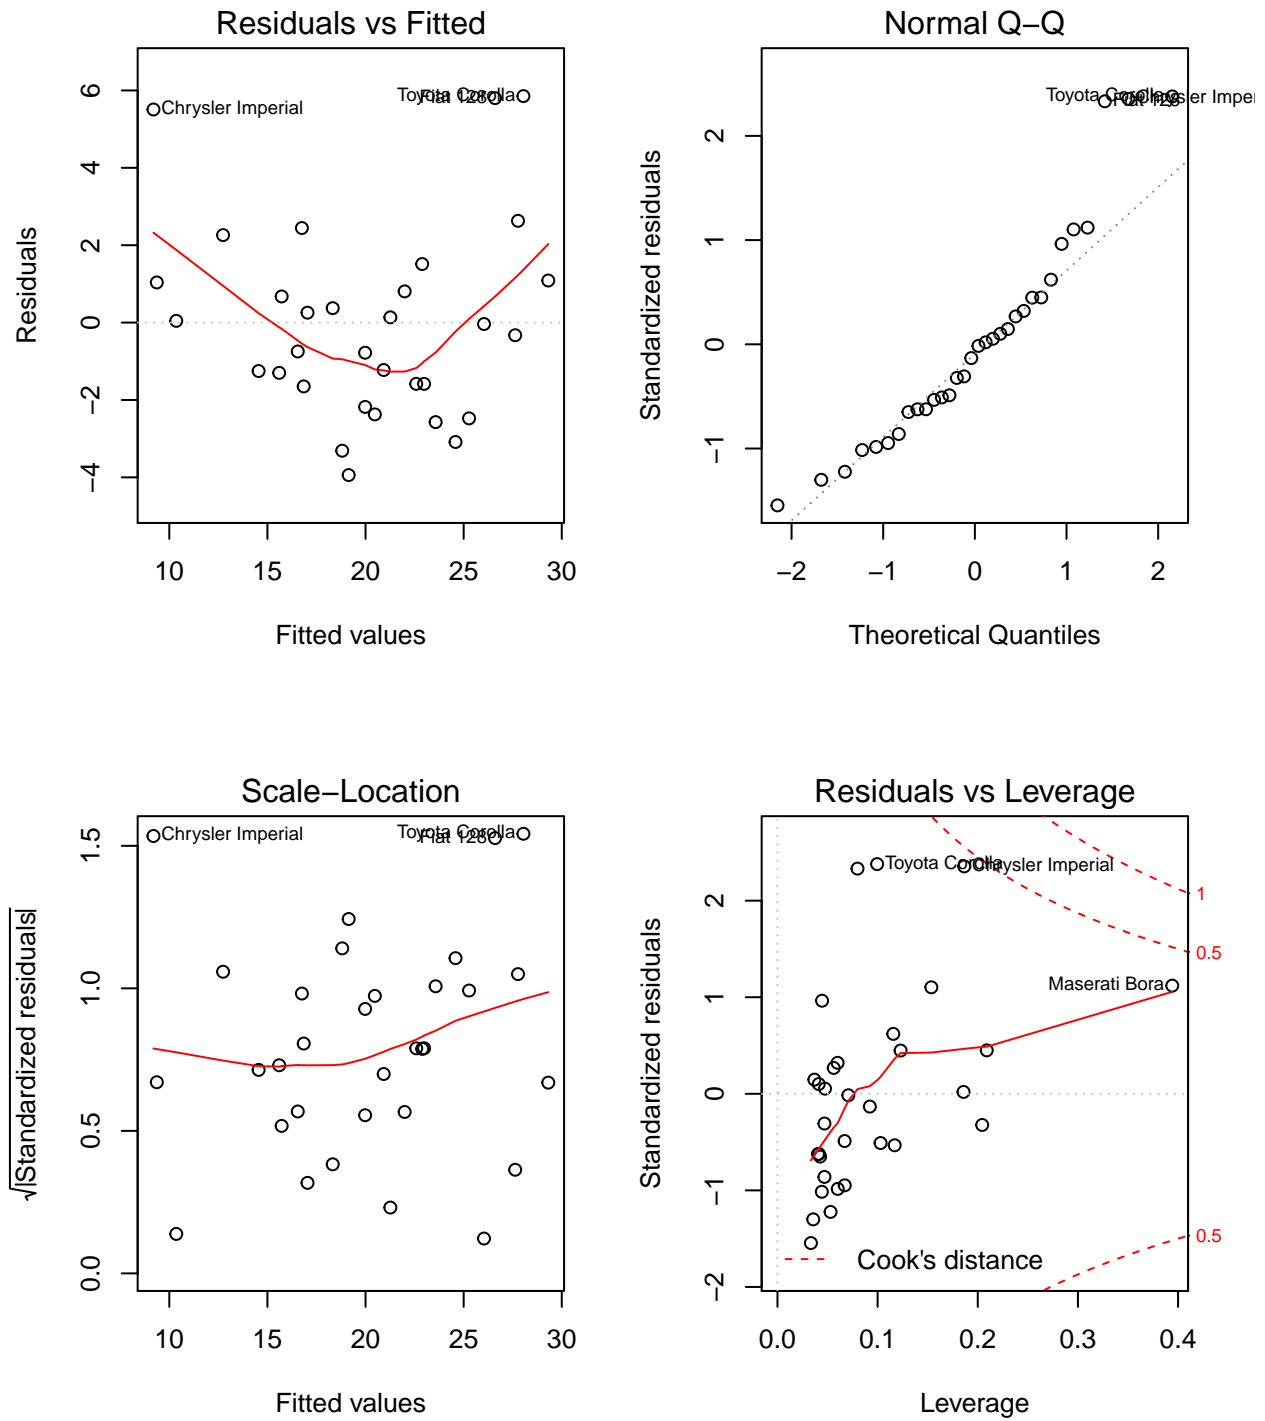 Residuals vs Fitted
Residuals
6
4
2
0
−2
−4
Chrysler Imperial
Toyota Corolla
Fiat 128
10 15 20 25 30
Fitted values
Normal Q−Q
Standardized residuals
2
1
0
−1
Toyota Corolla
Fiat 128
Chrysler Imper
−2 −1 0 1 2
Theoretical Quantiles
Scale−Location
√|Standardized residuals|
1.5
1.0
0.5
0.0
Chrysler Imperial
Toyota Corolla
Fiat 128
10 15 20 25 30
Fitted values
Residuals vs Leverage
Standardized residuals
2
1
0
−1
−2
Toyota Corolla
Chrysler Imperial
Maserati Bora
1
0.5
0.5
Cook's distance
0.0 0.1 0.2 0.3 0.4
Leverage